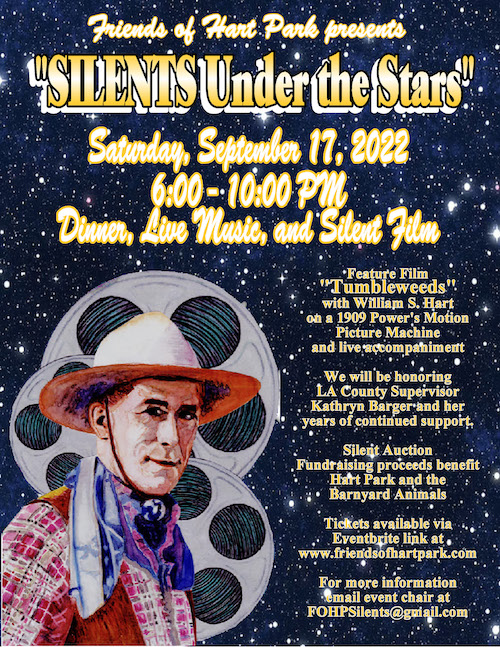 Friends of Hart Park presents
"SILENTS Under the Stars"
Saturday, September 17, 2022
6:00 - 10:00 PM
Dinner, Live Music, and Silent Film
Feature Film
"Tumbleweeds"
with William S. Hart
on a 1909 Power's Motion
Picture Machine
and live accompaniment
We will be honoring
LA County Supervisor
Kathryn Barger and her
years of continued support.
Silent Auction
Fundraising proceeds benefit
Hart Park and the
Barnyard Animals
Tickets available via
Eventbrite link at
www.friendsofhartpark.com
For more information
email event chair at
FOHPSilents@gmail.com